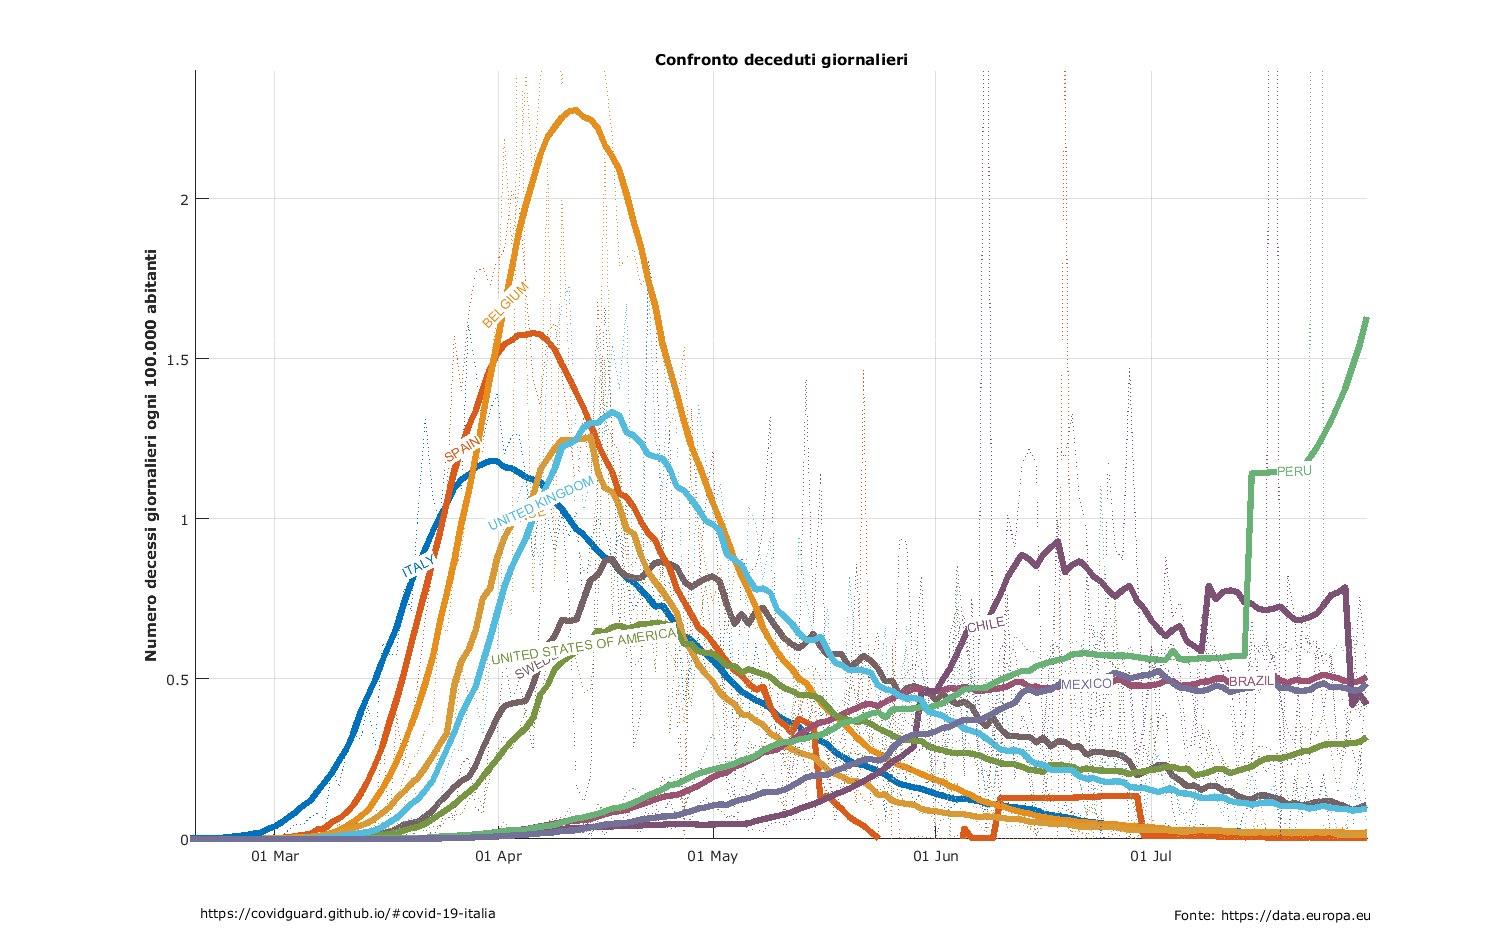 Confronto deceduti giornalieri
Numero decessi giornalieri ogni 100.000 abitanti
2
1.5
1
0.5
0
BELGIUM
SPAIN
ITALY
UNITED KINGDOM
UNITED STATES OF AMERICA
CHILE
PERU
MEXICO
BRAZIL
01 Mar
01 Apr
01 May
01 Jun
01 Jul
https://covidguard.github.io/#covid-19-italia
Fonte: https://data.europa.eu